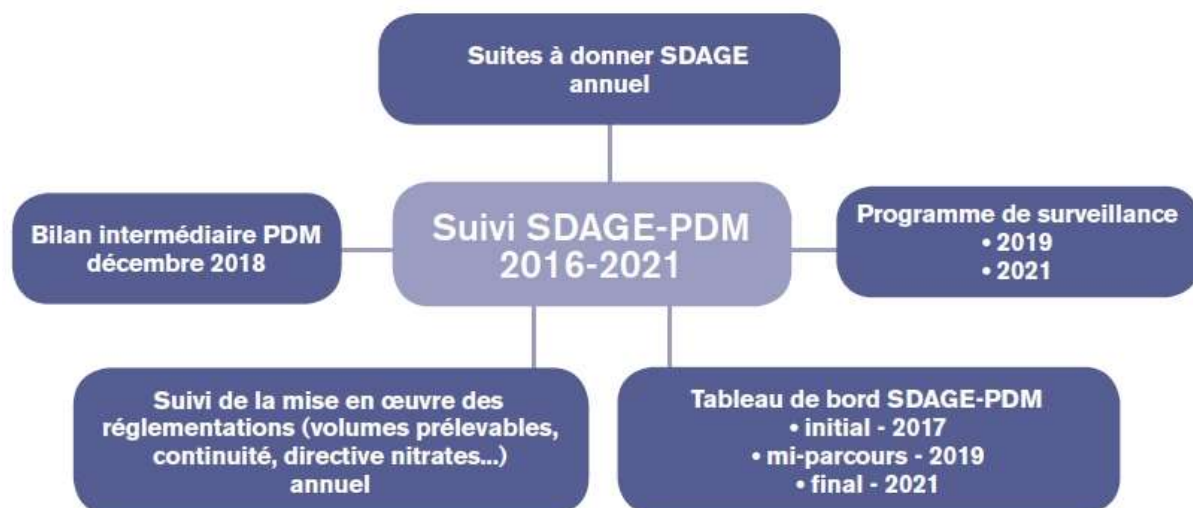 Suites à donner SDAGE
annuel
Bilan intermédiaire PDM
décembre 2018
Suivi SDAGE-PDM
2016-2021
Programme de surveillance
• 2019
• 2021
Suivi de la mise en œuvre des
réglementations (volumes prélevables,
continuité, directive nitrates...)
annuel
Tableau de bord SDAGE-PDM
• initial - 2017
• mi-parcours - 2019
• final - 2021